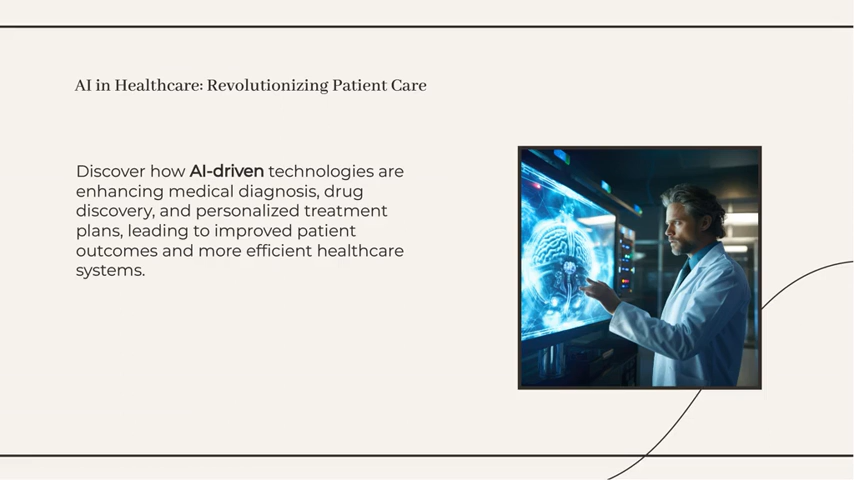 AI in Healthcare: Revolutionizing Patient Care
Discover how AI-driven technologies are
enhancing medical diagnosis, drug
discovery, and personalized treatment
plans, leading to improved patient
outcomes and more efficient healthcare
systems.